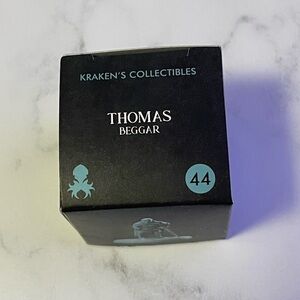 KRAKEN'S COLLECTIBLES
THOMAS
BEGGAR
44